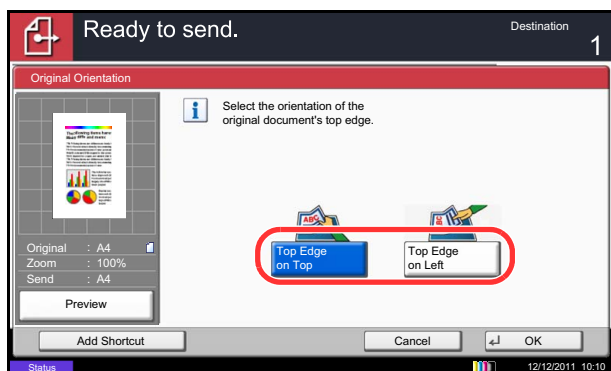 Ready to send.
Destination
1
Original Orientation
Select the orientation of the
original document's top edge.
ABC
Top Edge
on Top
Top Edge
on Left
Original : A4
Zoom : 100%
Send : A4
Preview
Add Shortcut
Cancel
OK
Status
12/12/2011 10:10